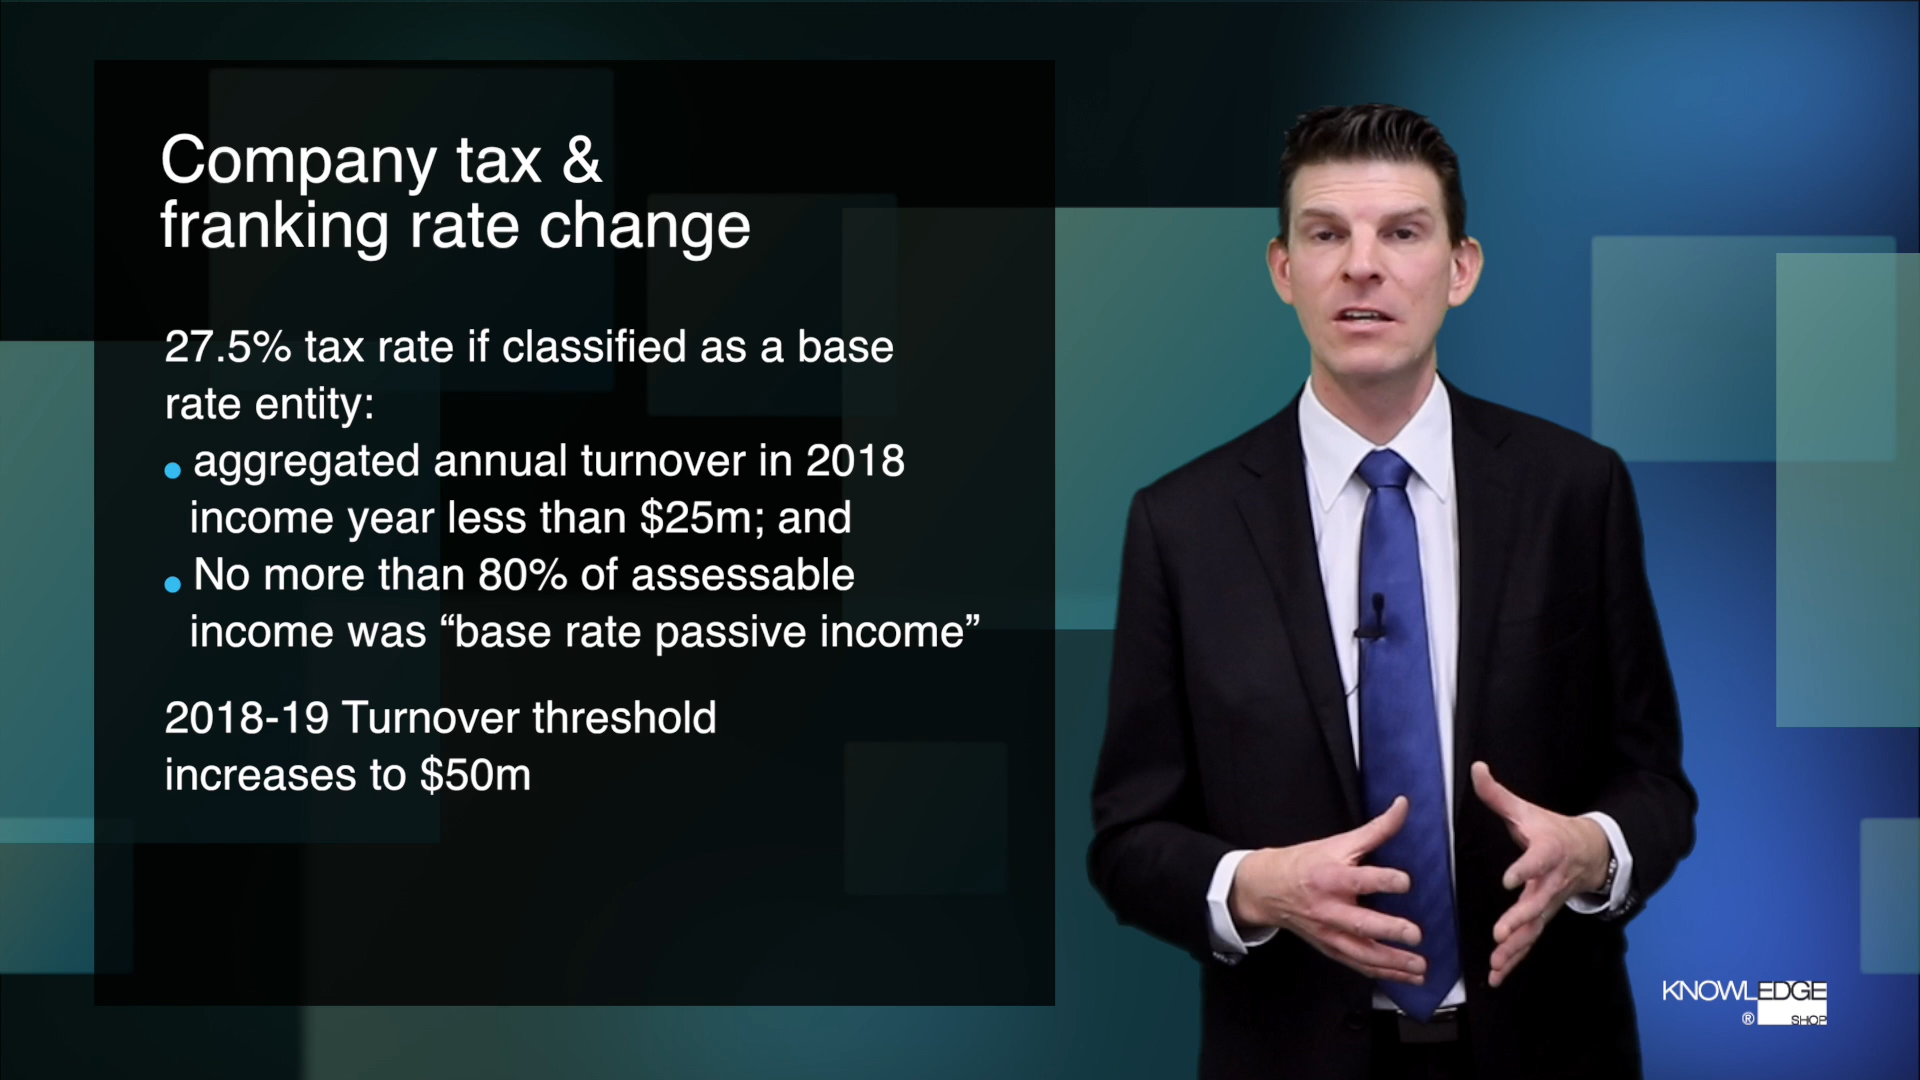 Company tax &
franking rate change
27.5% tax rate if classified as a base
rate entity:
• aggregated annual turnover in 2018
income year less than $25m; and
• No more than 80% of assessable
income was “base rate passive income”
2018-19 Turnover threshold
increases to $50m
KNOWLEDGE
® SHOP